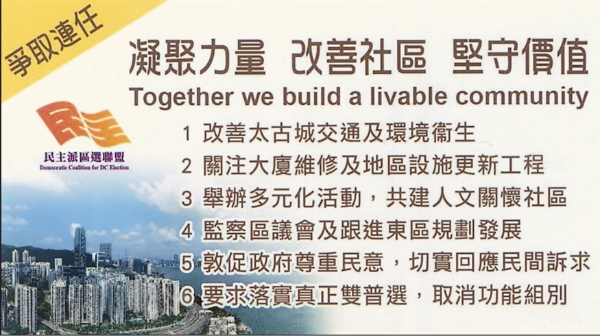 爭取連任
凝聚力量 改善社區 堅守價值
Together we build a livable community
民主
民主派區選聯盟
Democratic Coalition for DC Election
1 改善太古城交通及環境衞生
2 關注大廈維修及地區設施更新工程
3 舉辦多元化活動，共建人文關懷社區
4 監察區議會及跟進東區規劃發展
5 敦促政府尊重民意，切實回應民間訴求
6 要求落實真正雙普選，取消功能組別